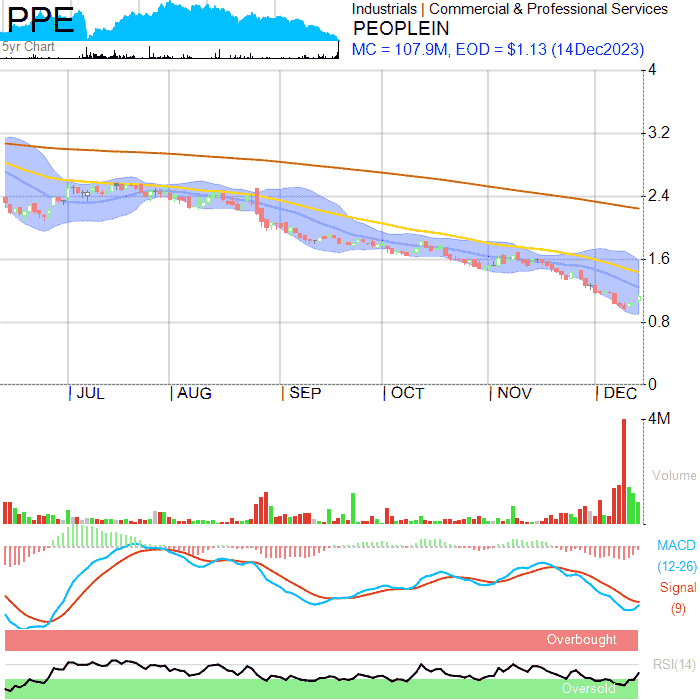 PPE
Industrials | Commercial & Professional Services
PEOPLEIN
5yr Chart
MC = 107.9M, EOD = $1.13 (14Dec2023)
4
3.2
2.4
1.6
0.8
0
| JUL | AUG | SEP | OCT | NOV | DEC
4M
Volume
MACD
(12-26)
Signal
(9)
Overbought
RSI(14)
Oversold